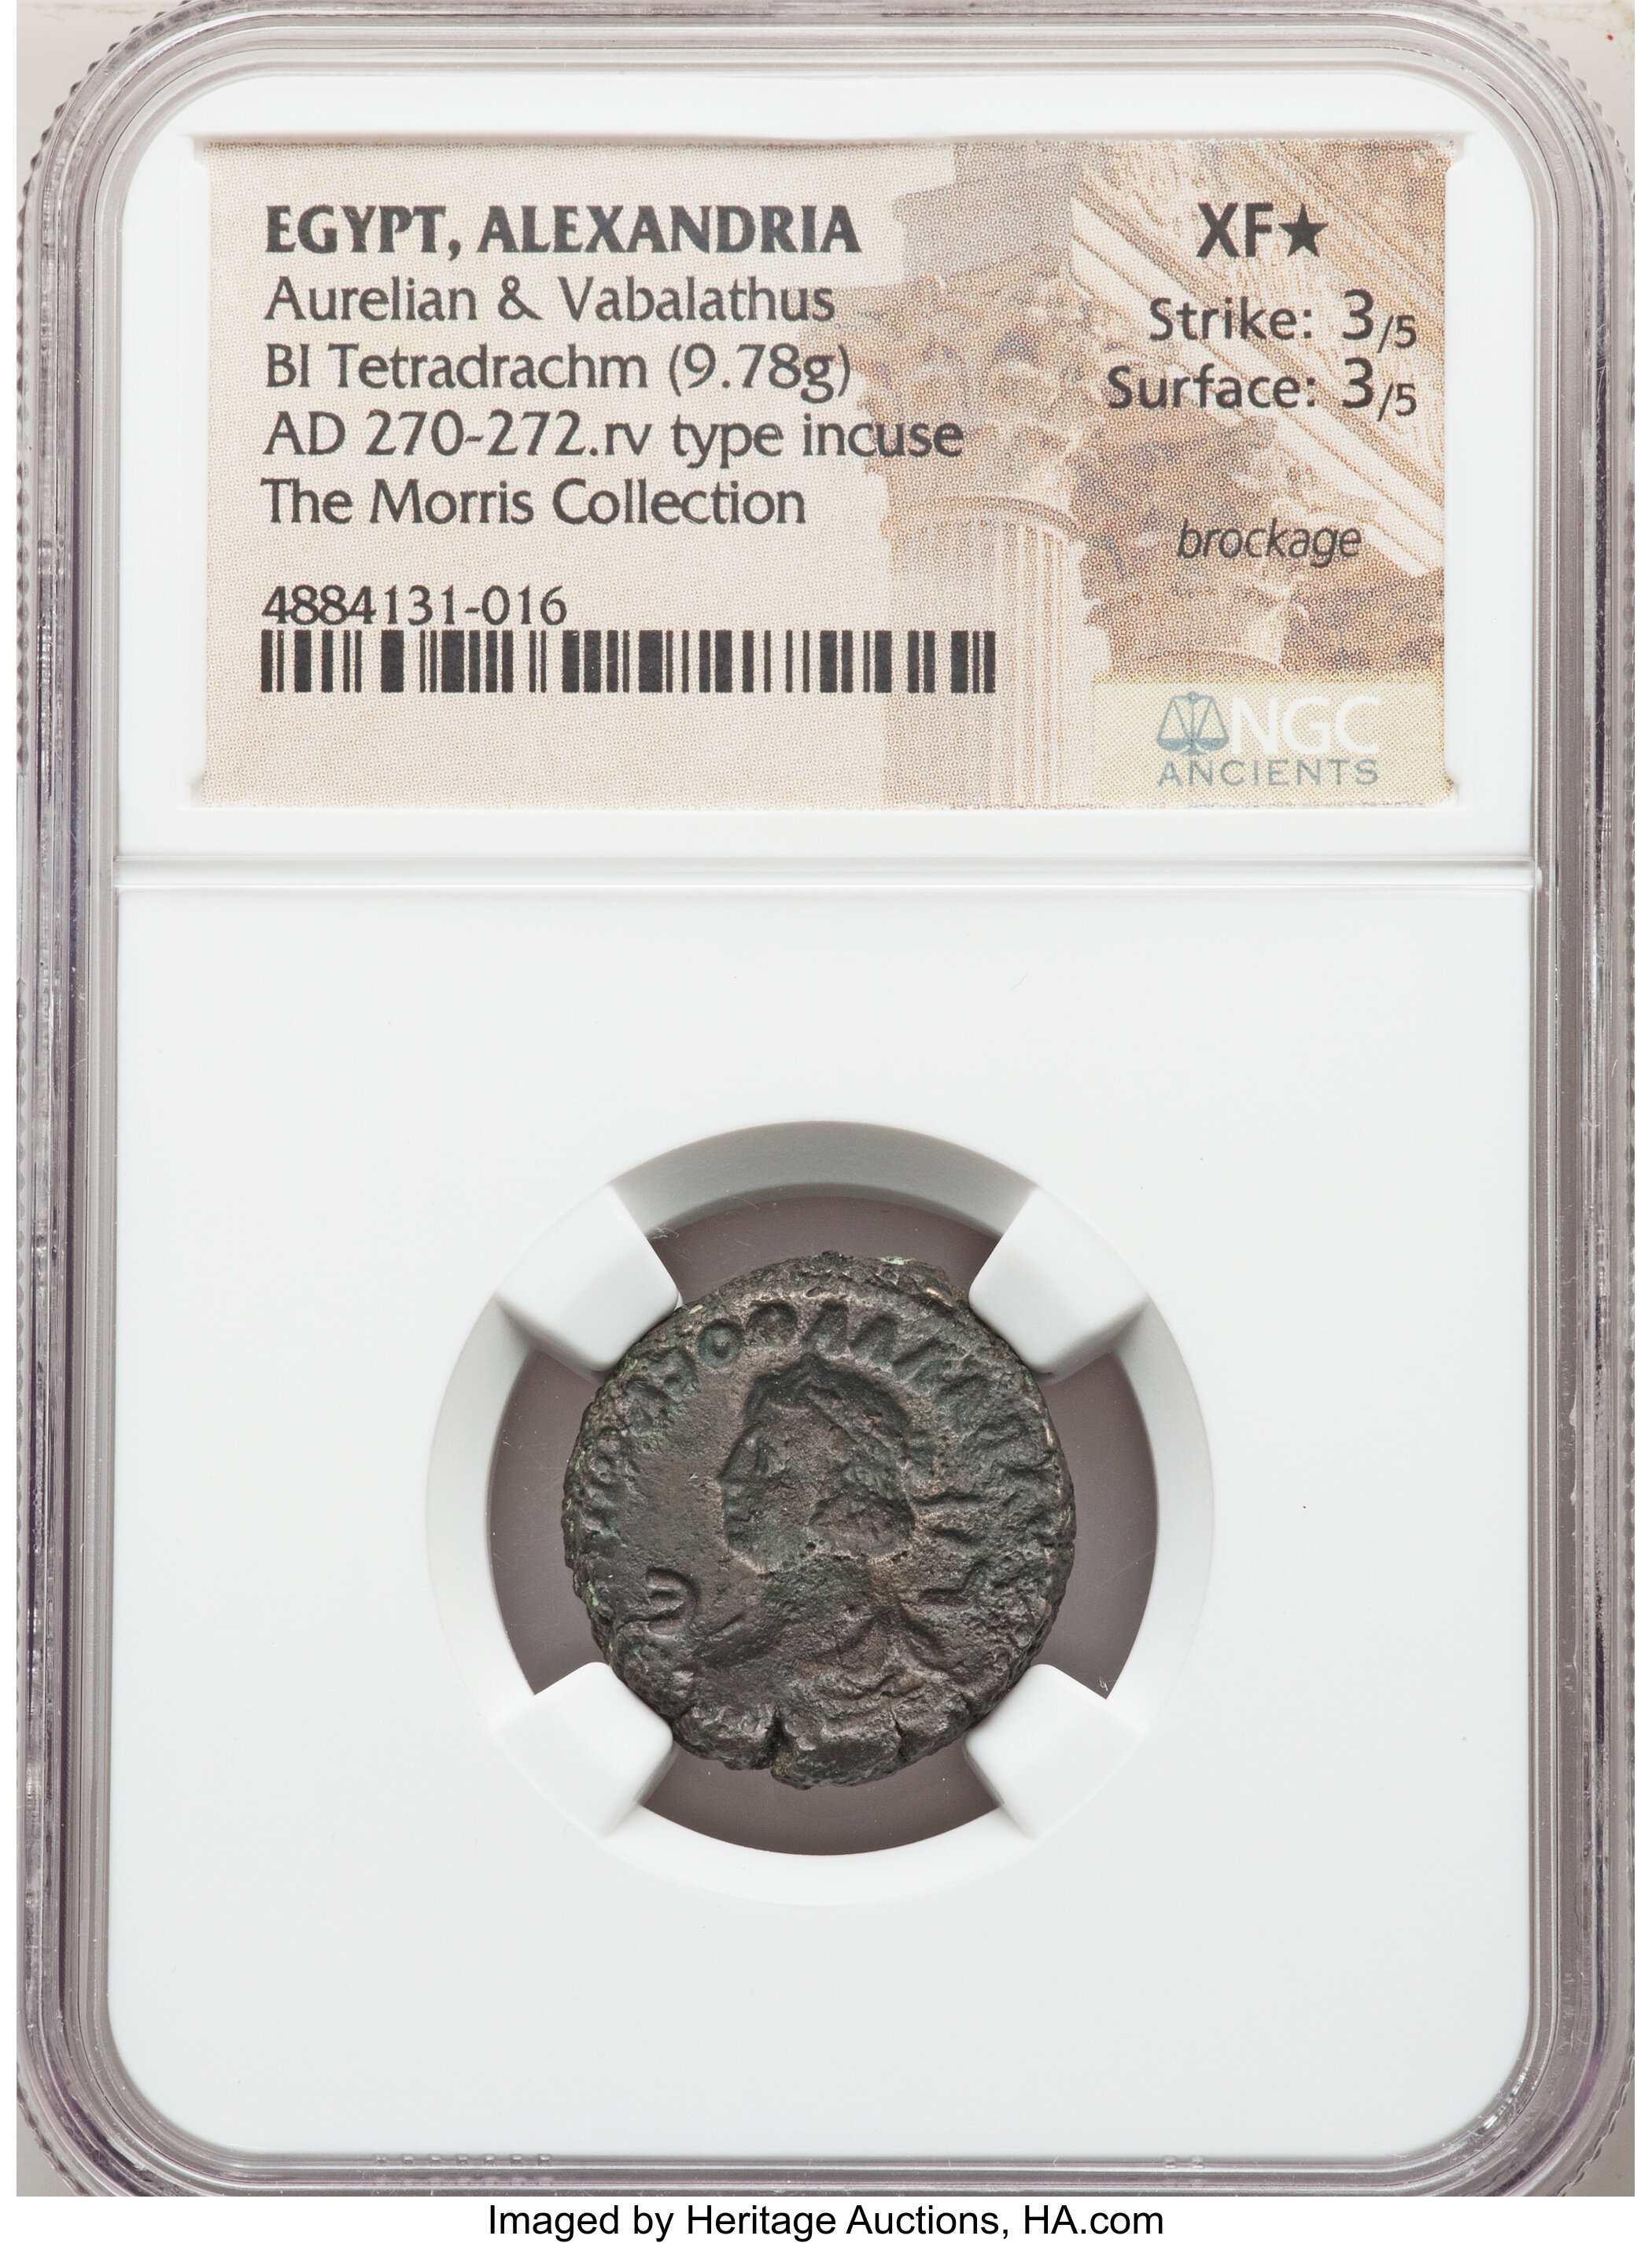 EGYPT, ALEXANDRIA
Aurelian & Vabalathus
BI Tetradrachm (9.78g)
AD 270-272.rv type incuse
The Morris Collection
4884131-016
XF★
Strike: 3/5
Surface: 3/5
brockage
NGC
ANCIENTS
Imaged by Heritage Auctions, HA.com